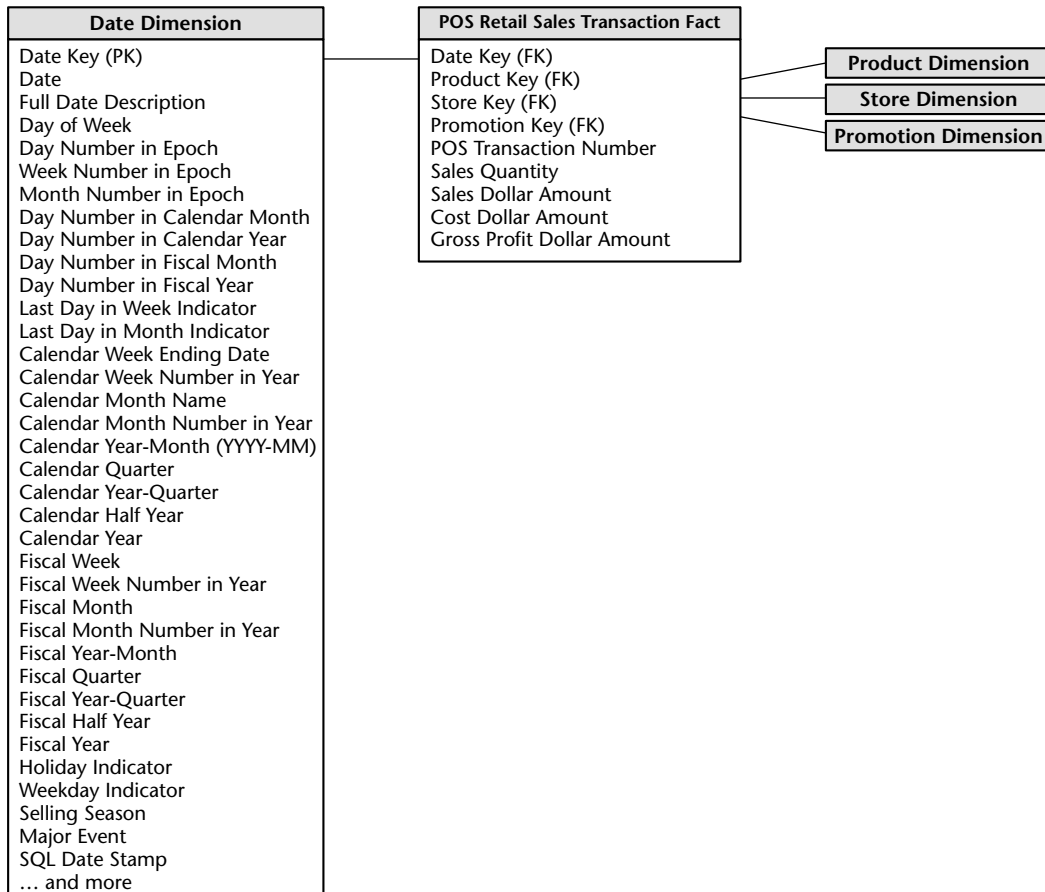 Date Dimension
Date Key (PK)
Date
Full Date Description
Day of Week
Day Number in Epoch
Week Number in Epoch
Month Number in Epoch
Day Number in Calendar Month
Day Number in Calendar Year
Day Number in Fiscal Month
Day Number in Fiscal Year
Last Day in Week Indicator
Last Day in Month Indicator
Calendar Week Ending Date
Calendar Week Number in Year
Calendar Month Name
Calendar Month Number in Year
Calendar Year-Month (YYYY-MM)
Calendar Quarter
Calendar Year-Quarter
Calendar Half Year
Calendar Year
Fiscal Week
Fiscal Week Number in Year
Fiscal Month
Fiscal Month Number in Year
Fiscal Year-Month
Fiscal Quarter
Fiscal Year-Quarter
Fiscal Half Year
Fiscal Year
Holiday Indicator
Weekday Indicator
Selling Season
Major Event
SQL Date Stamp
… and more
POS Retail Sales Transaction Fact
Date Key (FK)
Product Key (FK)
Store Key (FK)
Promotion Key (FK)
POS Transaction Number
Sales Quantity
Sales Dollar Amount
Cost Dollar Amount
Gross Profit Dollar Amount
Product Dimension
Store Dimension
Promotion Dimension